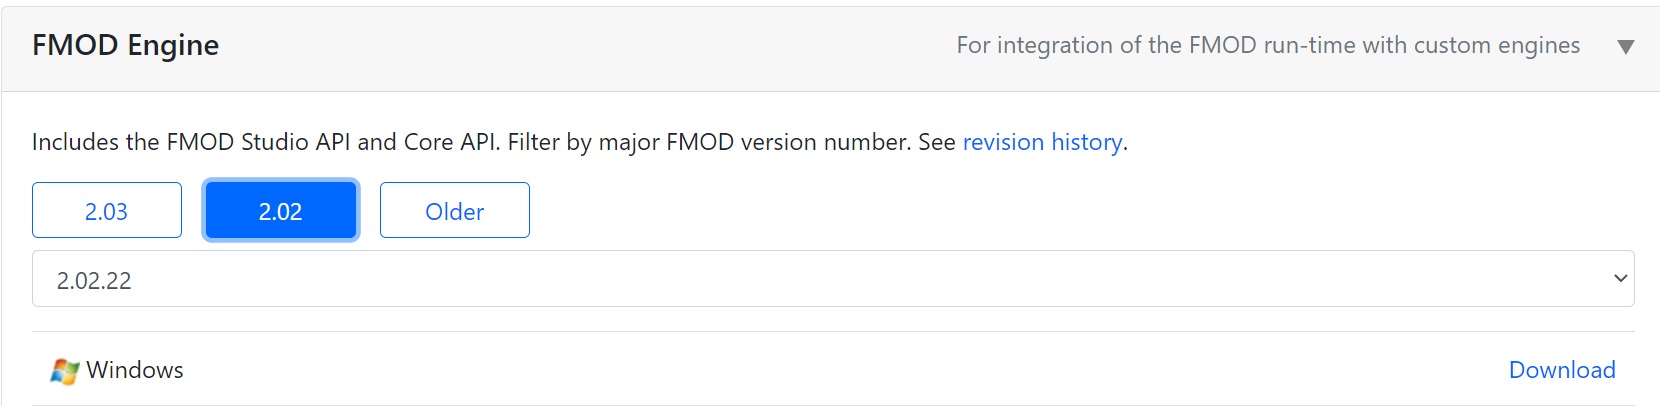 FMOD Engine For integration of the FMOD run-time with custom engines ▼
Includes the FMOD Studio API and Core API. Filter by major FMOD version number. See revision history.
2.03 2.02 Older
2.02.22
Windows Download